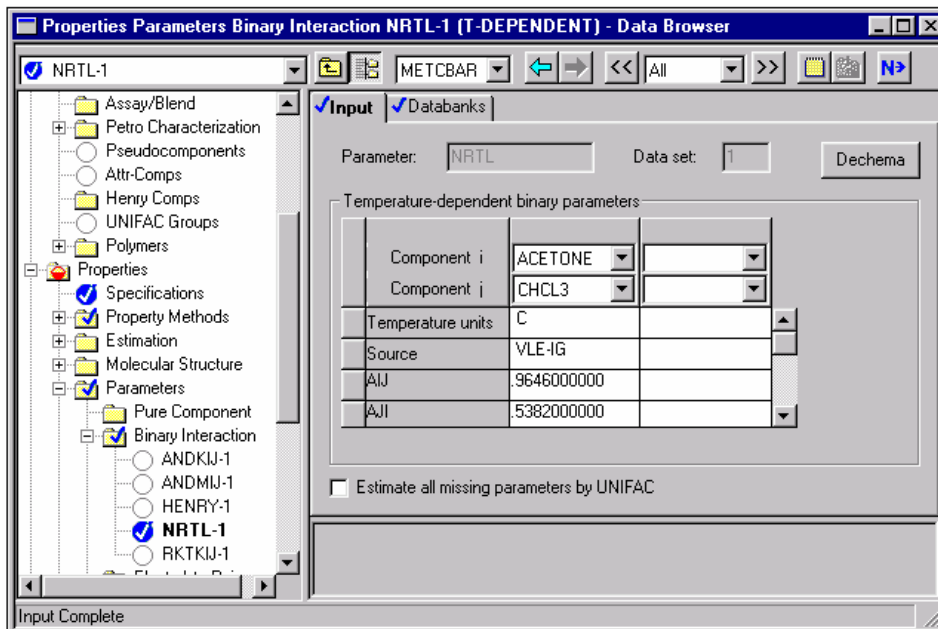 Properties Parameters Binary Interaction NRTL-1 (T-DEPENDENT) - Data Browser
NRTL-1
METCBAR
<<
All
>>
N
Assay/Blend
Petro Characterization
Pseudocomponents
Attr-Comps
Henry Comps
UNIFAC Groups
Polymers
Properties
Specifications
Property Methods
Estimation
Molecular Structure
Parameters
Pure Component
Binary Interaction
ANDKIJ-1
ANDMIJ-1
HENRY-1
NRTL-1
RKTKIJ-1
Input Databanks
Parameter: NRTL Data set: 1 Dechema
Temperature-dependent binary parameters
Component i ACETONE
Component j CHCL3
Temperature units C
Source VLE-IG
AIJ .9646000000
AJI .5382000000
Estimate all missing parameters by UNIFAC
Input Complete